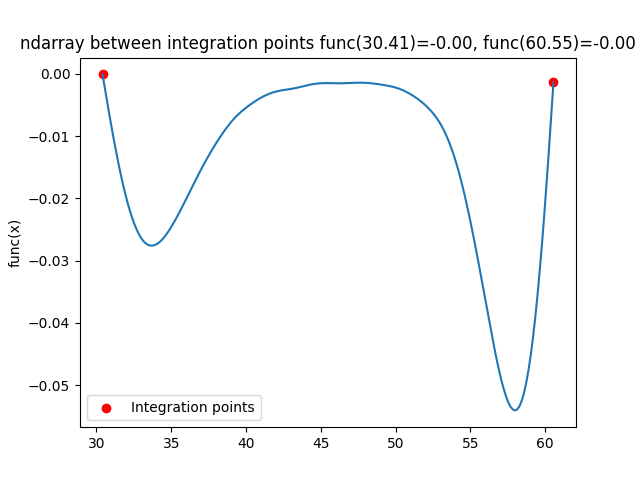 ndarray between integration points func(30.41)=-0.00, func(60.55)=-0.00
0.00
−0.01
−0.02
−0.03
−0.04
−0.05
func(x)
Integration points
30 35 40 45 50 55 60